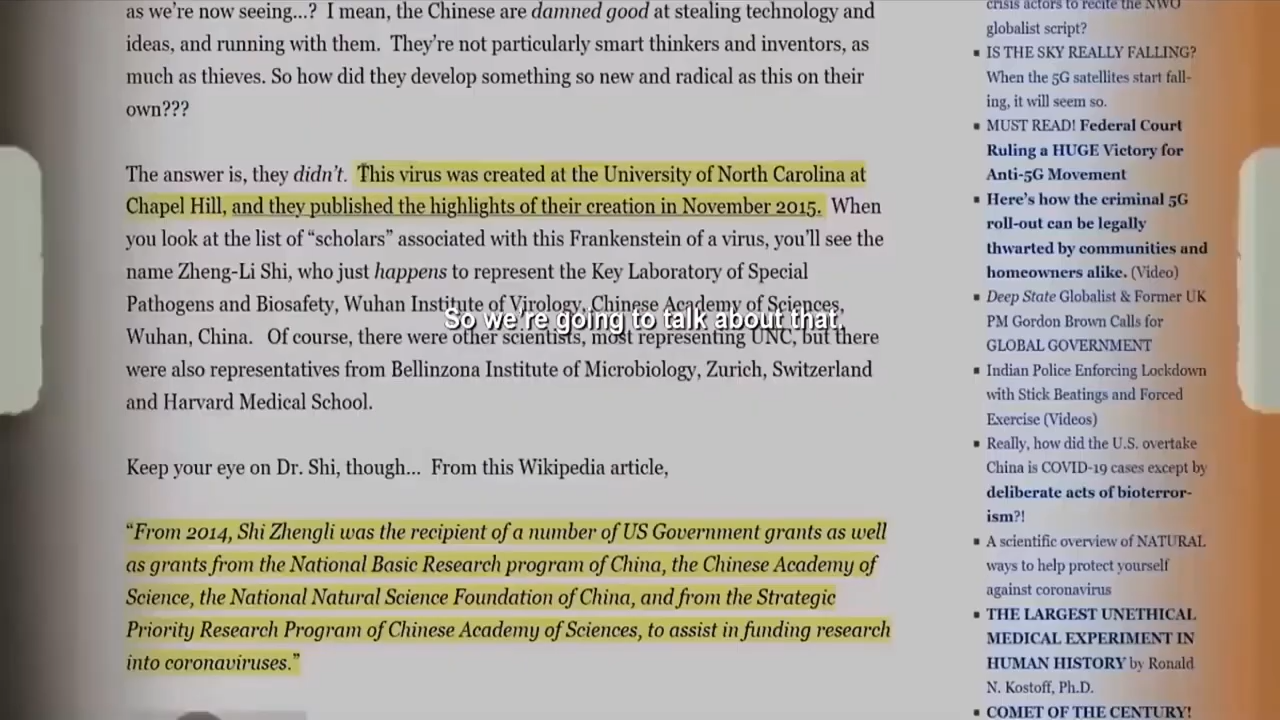 as we're now seeing...?  I mean, the Chinese are damned good at stealing technology and
ideas, and running with them.  They're not particularly smart thinkers and inventors, as
much as thieves. So how did they develop something so new and radical as this on their
own???
The answer is, they didn't.  This virus was created at the University of North Carolina at
Chapel Hill, and they published the highlights of their creation in November 2015.  When
you look at the list of “scholars” associated with this Frankenstein of a virus, you'll see the
name Zheng-Li Shi, who just happens to represent the Key Laboratory of Special
Pathogens and Biosafety, Wuhan Institute of Virology, Chinese Academy of Sciences,
Wuhan, China.   Of course, there were other scientists, most representing UNC, but there
were also representatives from Bellinzona Institute of Microbiology, Zurich, Switzerland
and Harvard Medical School.
Keep your eye on Dr. Shi, though...  From this Wikipedia article,
“From 2014, Shi Zhengli was the recipient of a number of US Government grants as well
as grants from the National Basic Research program of China, the Chinese Academy of
Science, the National Natural Science Foundation of China, and from the Strategic
Priority Research Program of Chinese Academy of Sciences, to assist in funding research
into coronaviruses.”
So we're going to talk about that.
crisis actors to recite the NWO
globalist script?
IS THE SKY REALLY FALLING?
When the 5G satellites start fall-
ing, it will seem so.
MUST READ! Federal Court
Ruling a HUGE Victory for
Anti-5G Movement
Here's how the criminal 5G
roll-out can be legally
thwarted by communities and
homeowners alike. (Video)
Deep State Globalist & Former UK
PM Gordon Brown Calls for
GLOBAL GOVERNMENT
Indian Police Enforcing Lockdown
with Stick Beatings and Forced
Exercise (Videos)
Really, how did the U.S. overtake
China is COVID-19 cases except by
deliberate acts of bioterror-
ism?!
A scientific overview of NATURAL
ways to help protect yourself
against coronavirus
THE LARGEST UNETHICAL
MEDICAL EXPERIMENT IN
HUMAN HISTORY by Ronald
N. Kostoff, Ph.D.
COMET OF THE CENTURY!